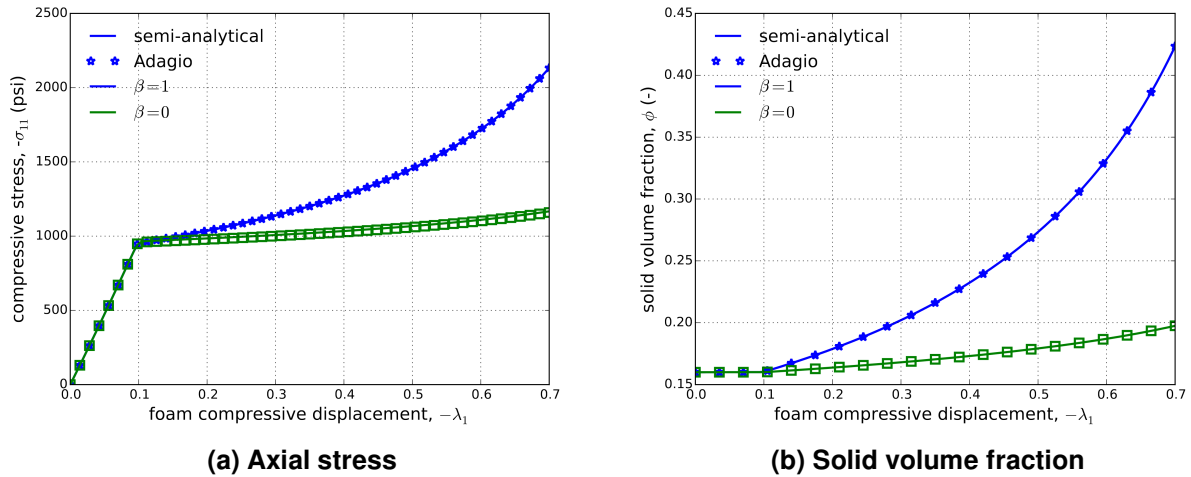 2500
2000
1500
1000
500
0
compressive stress, -σ₁₁ (psi)
semi-analytical
Adagio
β=1
β=0
0.0 0.1 0.2 0.3 0.4 0.5 0.6 0.7
foam compressive displacement, −λ₁
(a) Axial stress
0.45
0.40
0.35
0.30
0.25
0.20
0.15
solid volume fraction, ϕ (-)
semi-analytical
Adagio
β=1
β=0
0.0 0.1 0.2 0.3 0.4 0.5 0.6 0.7
foam compressive displacement, −λ₁
(b) Solid volume fraction